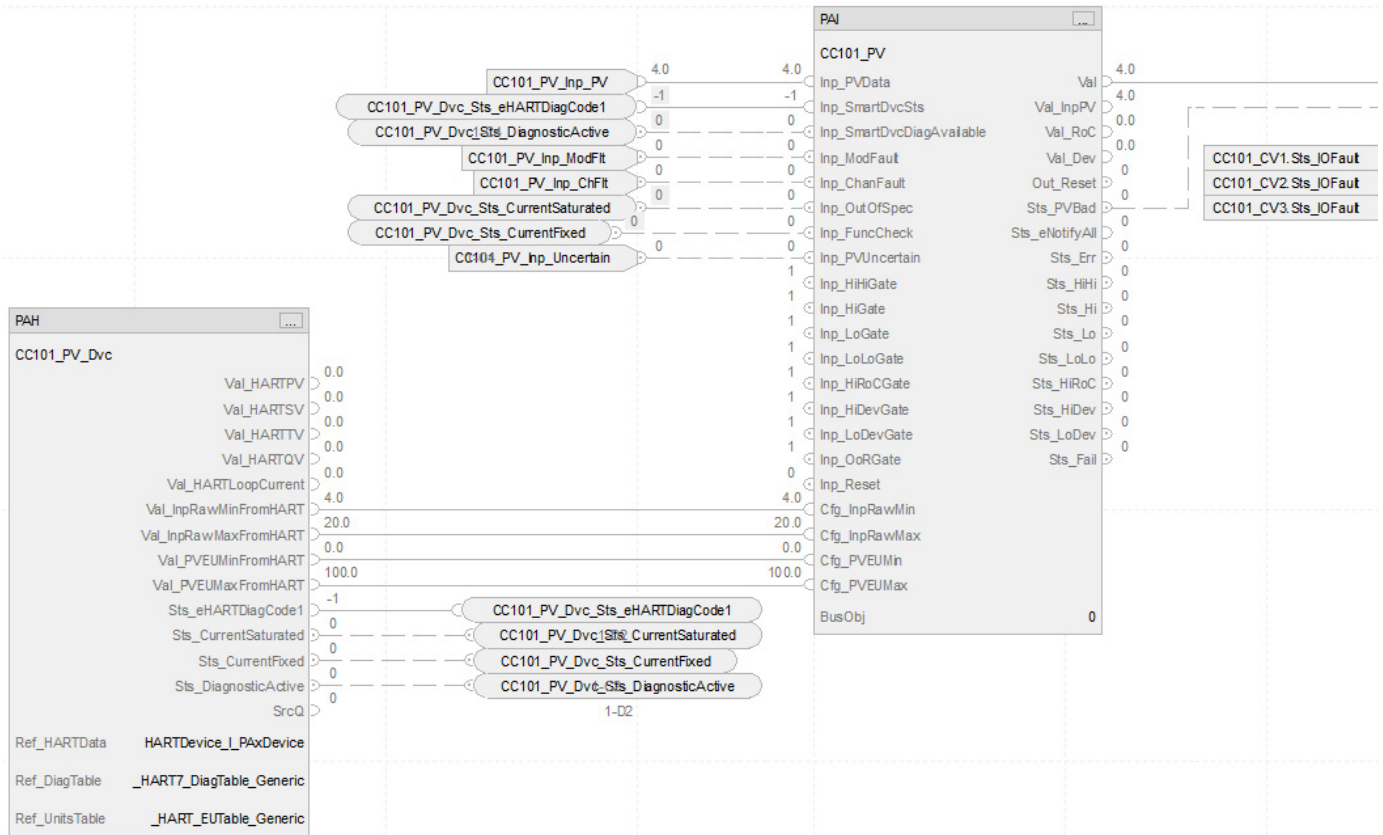 PAI ...
CC101_PV
CC101_PV_Inp_PV 4.0 4.0 Inp_PVData Val 4.0
CC101_PV_Dvc_Sts_eHARTDiagCode1 -1 -1 Inp_SmartDvcSts Val_InpPV 4.0
CC101_PV_Dvc_Sts_DiagnosticActive 0 0 Inp_SmartDvcDiagAvailable Val_RoC 0.0
CC101_PV_Inp_ModFlt 0 0 Inp_ModFault Val_Dev 0.0 CC101_CV1.Sts_IOFault
CC101_PV_Inp_ChFlt 0 0 Inp_ChanFault Out_Reset 0 CC101_CV2.Sts_IOFault
CC101_PV_Dvc_Sts_CurrentSaturated 0 0 Inp_OutOfSpec Sts_PVBad 0 CC101_CV3.Sts_IOFault
CC101_PV_Dvc_Sts_CurrentFixed 0 0 Inp_FuncCheck Sts_eNotifyAll 0
PV_Inp_Uncertain 0 0 Inp_PVUncertain Sts_Err 0
1 Inp_HiHiGate Sts_HiHi 0
1 Inp_HiGate Sts_Hi 0
1 Inp_LoGate Sts_Lo 0
1 Inp_LoLoGate Sts_LoLo 0
1 Inp_HiRoCGate Sts_HiRoC 0
1 Inp_HiDevGate Sts_HiDev 0
1 Inp_LoDevGate Sts_LoDev 0
1 Inp_OoRGate Sts_Fail 0
0 Inp_Reset
4.0 Cfg_InpRawMin
20.0 Cfg_InpRawMax
0.0 Cfg_PVEUMin
100.0 Cfg_PVEUMax
BusObj 0
PAH ...
CC101_PV_Dvc
Val_HARTPV 0.0
Val_HARTSV 0.0
Val_HARTTV 0.0
Val_HARTQV 0.0
Val_HARTLoopCurrent 0.0
Val_InpRawMinFromHART 4.0
Val_InpRawMaxFromHART 20.0
Val_PVEUMinFromHART 0.0
Val_PVEUMaxFromHART 100.0
Sts_eHARTDiagCode1 -1 CC101_PV_Dvc_Sts_eHARTDiagCode1
Sts_CurrentSaturated 0 CC101_PV_Dvc_Sts_CurrentSaturated
Sts_CurrentFixed 0 CC101_PV_Dvc_Sts_CurrentFixed
Sts_DiagnosticActive 0 CC101_PV_Dvc_Sts_DiagnosticActive
SrcQ 0 1-D2
Ref_HARTData HARTDevice_I_PAxDevice
Ref_DiagTable _HART7_DiagTable_Generic
Ref_UnitsTable _HART_EUTable_Generic